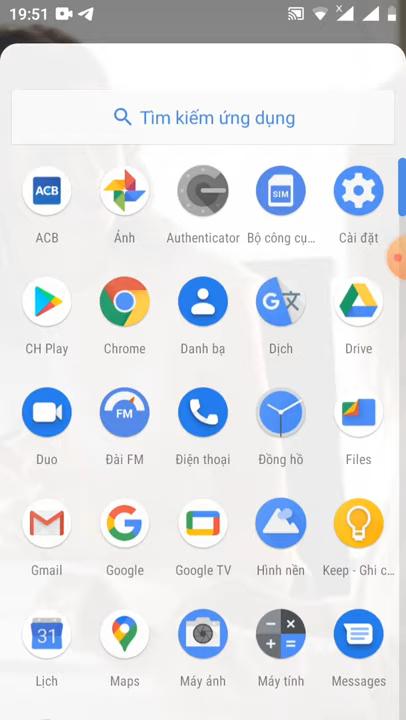 19:51
Tìm kiếm ứng dụng
ACB
SIM
ACB
Ảnh
Authenticator
Bộ công cụ...
Cài đặt
G文
CH Play
Chrome
Danh bạ
Dịch
Drive
FM
Duo
Đài FM
Điện thoại
Đồng hồ
Files
Gmail
Google
Google TV
Hình nền
Keep - Ghi c...
31
Lịch
Maps
Máy ảnh
Máy tính
Messages